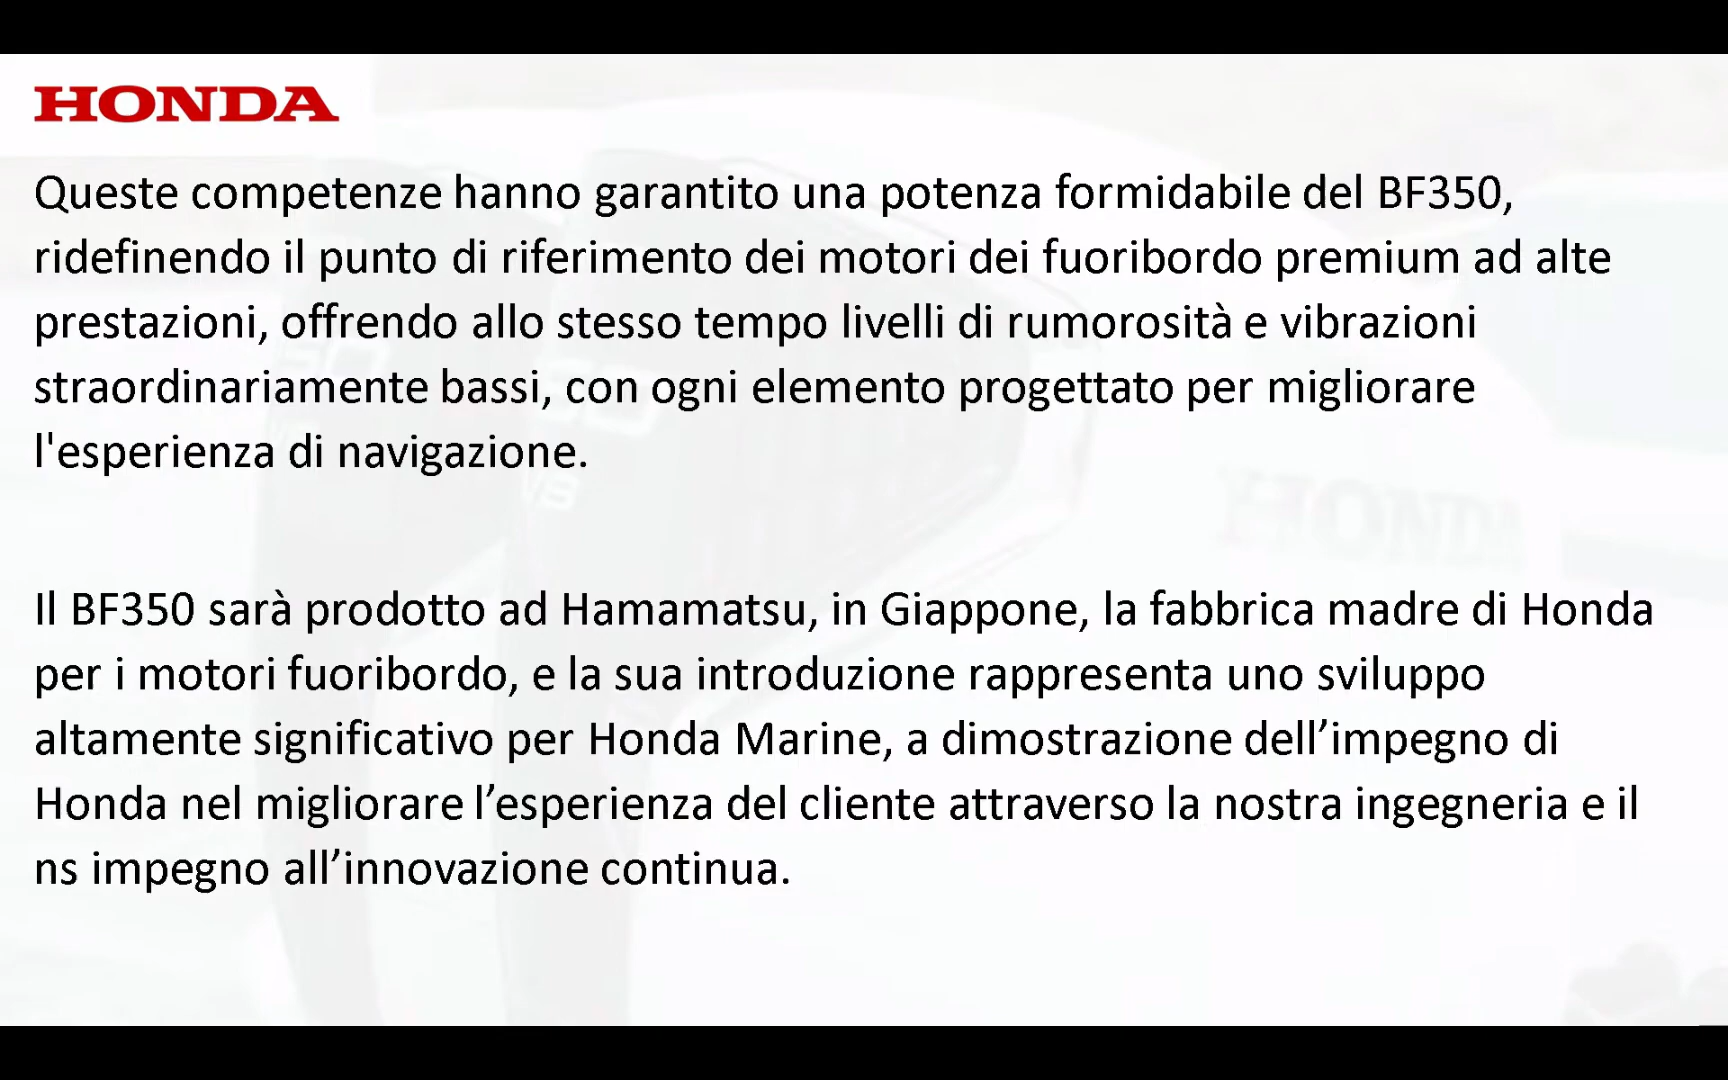 HONDA
Queste competenze hanno garantito una potenza formidabile del BF350,
ridefinendo il punto di riferimento dei motori dei fuoribordo premium ad alte
prestazioni, offrendo allo stesso tempo livelli di rumorosità e vibrazioni
straordinariamente bassi, con ogni elemento progettato per migliorare
l'esperienza di navigazione.
HONDA
Il BF350 sarà prodotto ad Hamamatsu, in Giappone, la fabbrica madre di Honda
per i motori fuoribordo, e la sua introduzione rappresenta uno sviluppo
altamente significativo per Honda Marine, a dimostrazione dell’impegno di
Honda nel migliorare l’esperienza del cliente attraverso la nostra ingegneria e il
ns impegno all’innovazione continua.